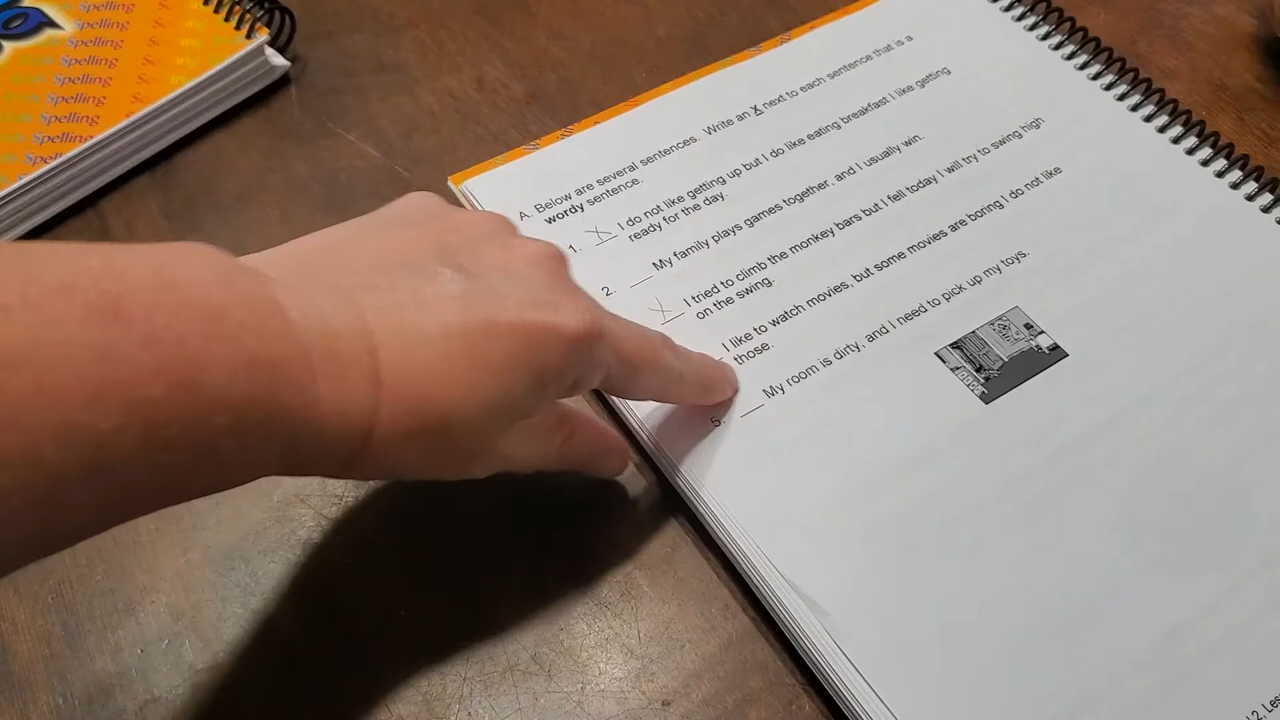 Spelling
Spelling
Spelling
Spelling
Spelling
Spelling
Spelling
Spelling
Spelling
A. Below are several sentences. Write an X next to each sentence that is a
wordy sentence.
1. X I do not like getting up but I do like eating breakfast I like getting
ready for the day.
2. __ My family plays games together, and I usually win.
X I tried to climb the monkey bars but I fell today I will try to swing high
on the swing.
I like to watch movies, but some movies are boring I do not like
those.
5. __ My room is dirty, and I need to pick up my toys.